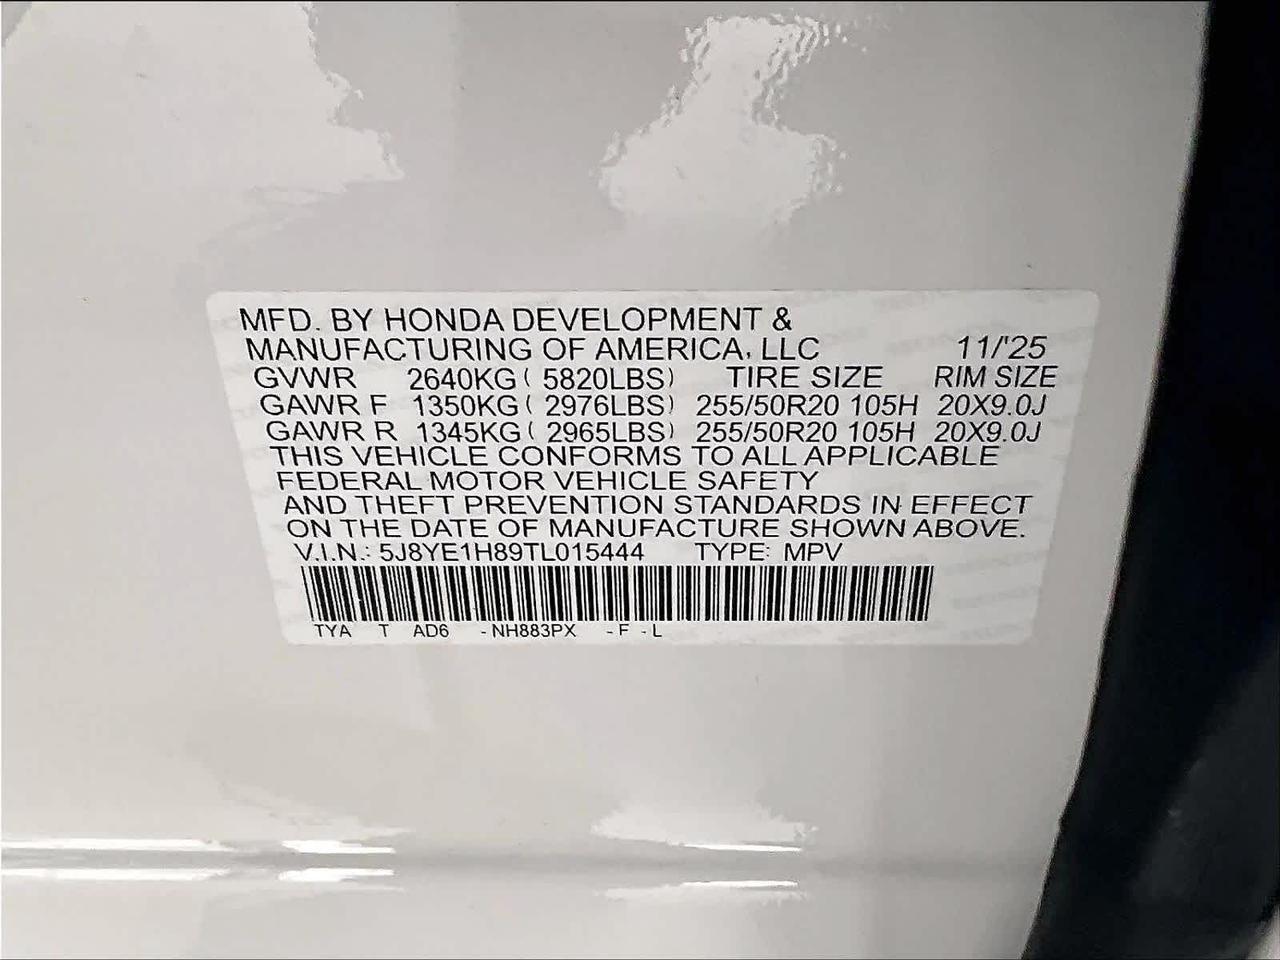 MFD. BY HONDA DEVELOPMENT &
MANUFACTURING OF AMERICA, LLC 11/'25
GVWR 2640KG ( 5820LBS) TIRE SIZE RIM SIZE
GAWR F 1350KG ( 2976LBS) 255/50R20 105H 20X9.0J
GAWR R 1345KG ( 2965LBS) 255/50R20 105H 20X9.0J
THIS VEHICLE CONFORMS TO ALL APPLICABLE
FEDERAL MOTOR VEHICLE SAFETY
AND THEFT PREVENTION STANDARDS IN EFFECT
ON THE DATE OF MANUFACTURE SHOWN ABOVE.
V.I.N.: 5J8YE1H89TL015444 TYPE: MPV
TYA T AD6 -NH883PX -F -L